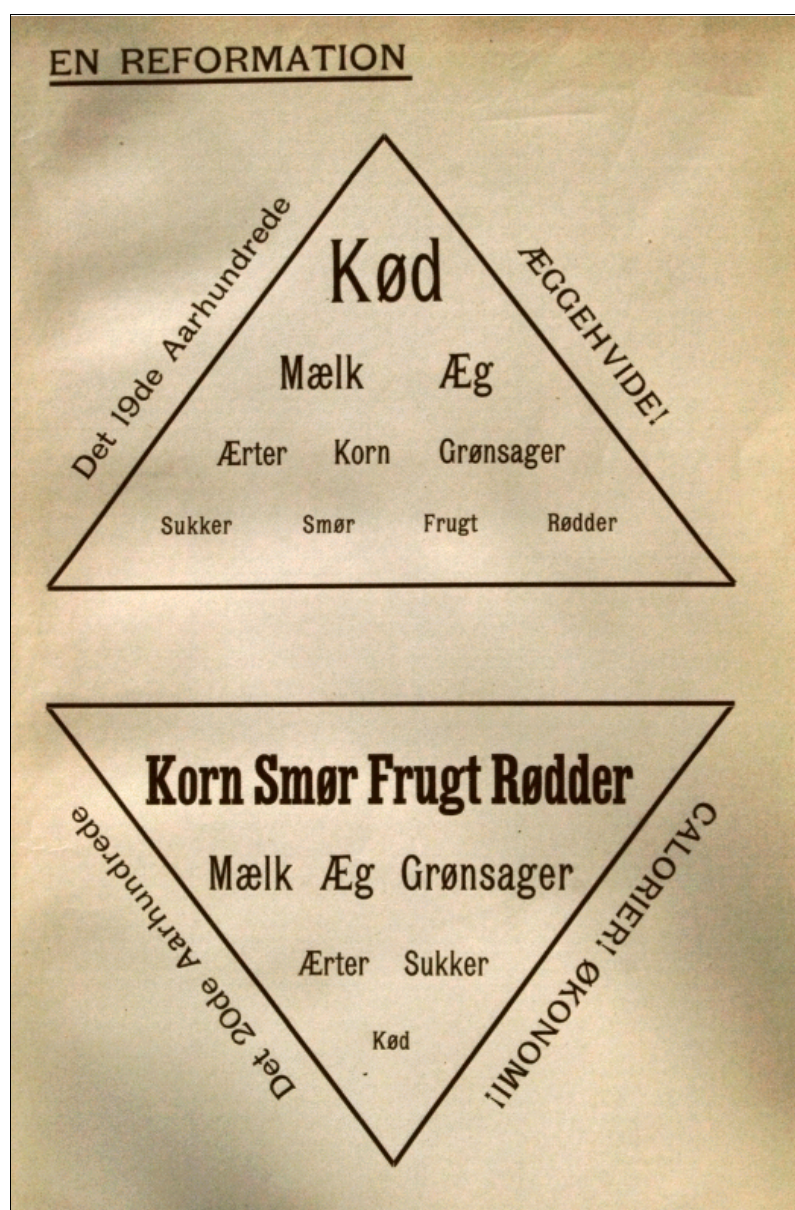 EN REFORMATION
Det 19de Aarhundrede
ÆGGEHVIDE!
Kød
Mælk Æg
Ærter Korn Grønsager
Sukker Smør Frugt Rødder
Korn Smør Frugt Rødder
Mælk Æg Grønsager
Ærter Sukker
Kød
Det 20de Aarhundrede
CALORIER! ØKONOMI!